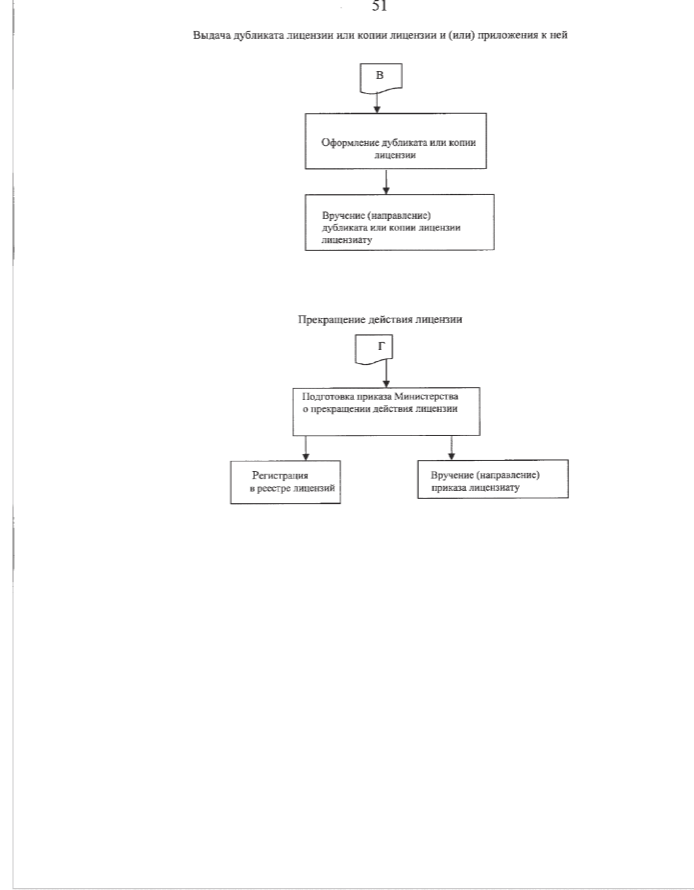 51
Выдача дубликата лицензии или копии лицензии и (или) приложения к ней
В
Оформление дубликата или копии
лицензии
Вручение (направление)
дубликата или копии лицензии
лицензиату
Прекращение действия лицензии
Г
Подготовка приказа Министерства
о прекращении действия лицензии
Регистрация
в реестре лицензий
Вручение (направление)
приказа лицензиату